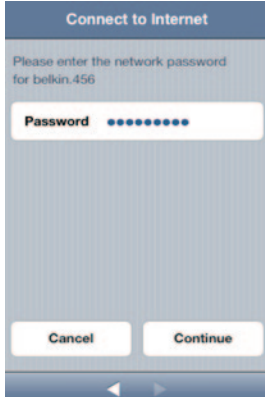 Connect to Internet
Please enter the network password
for belkin.456
Password •••••••••
Cancel
Continue